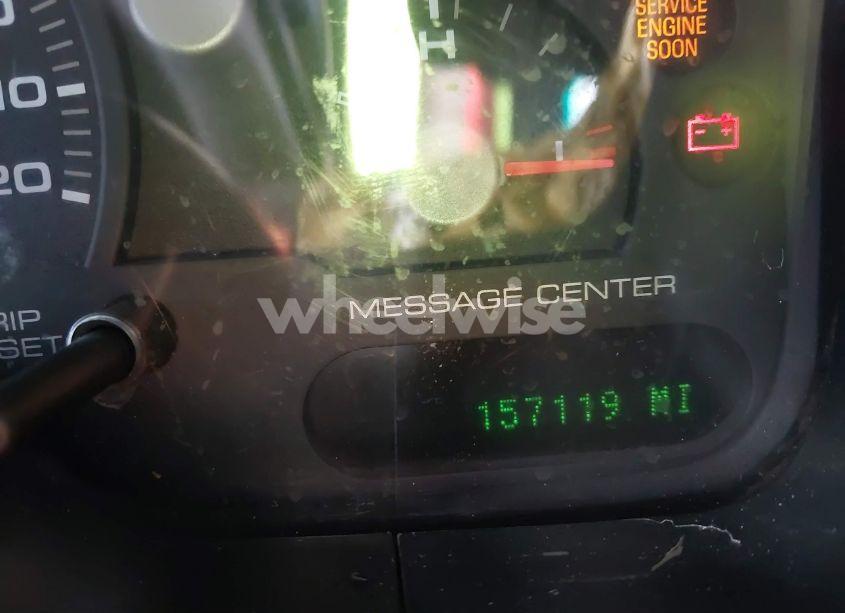 SERVICE
ENGINE
SOON
H
10
20
- +
MESSAGE CENTER
wheelwise
RIP
SET
157119 MI